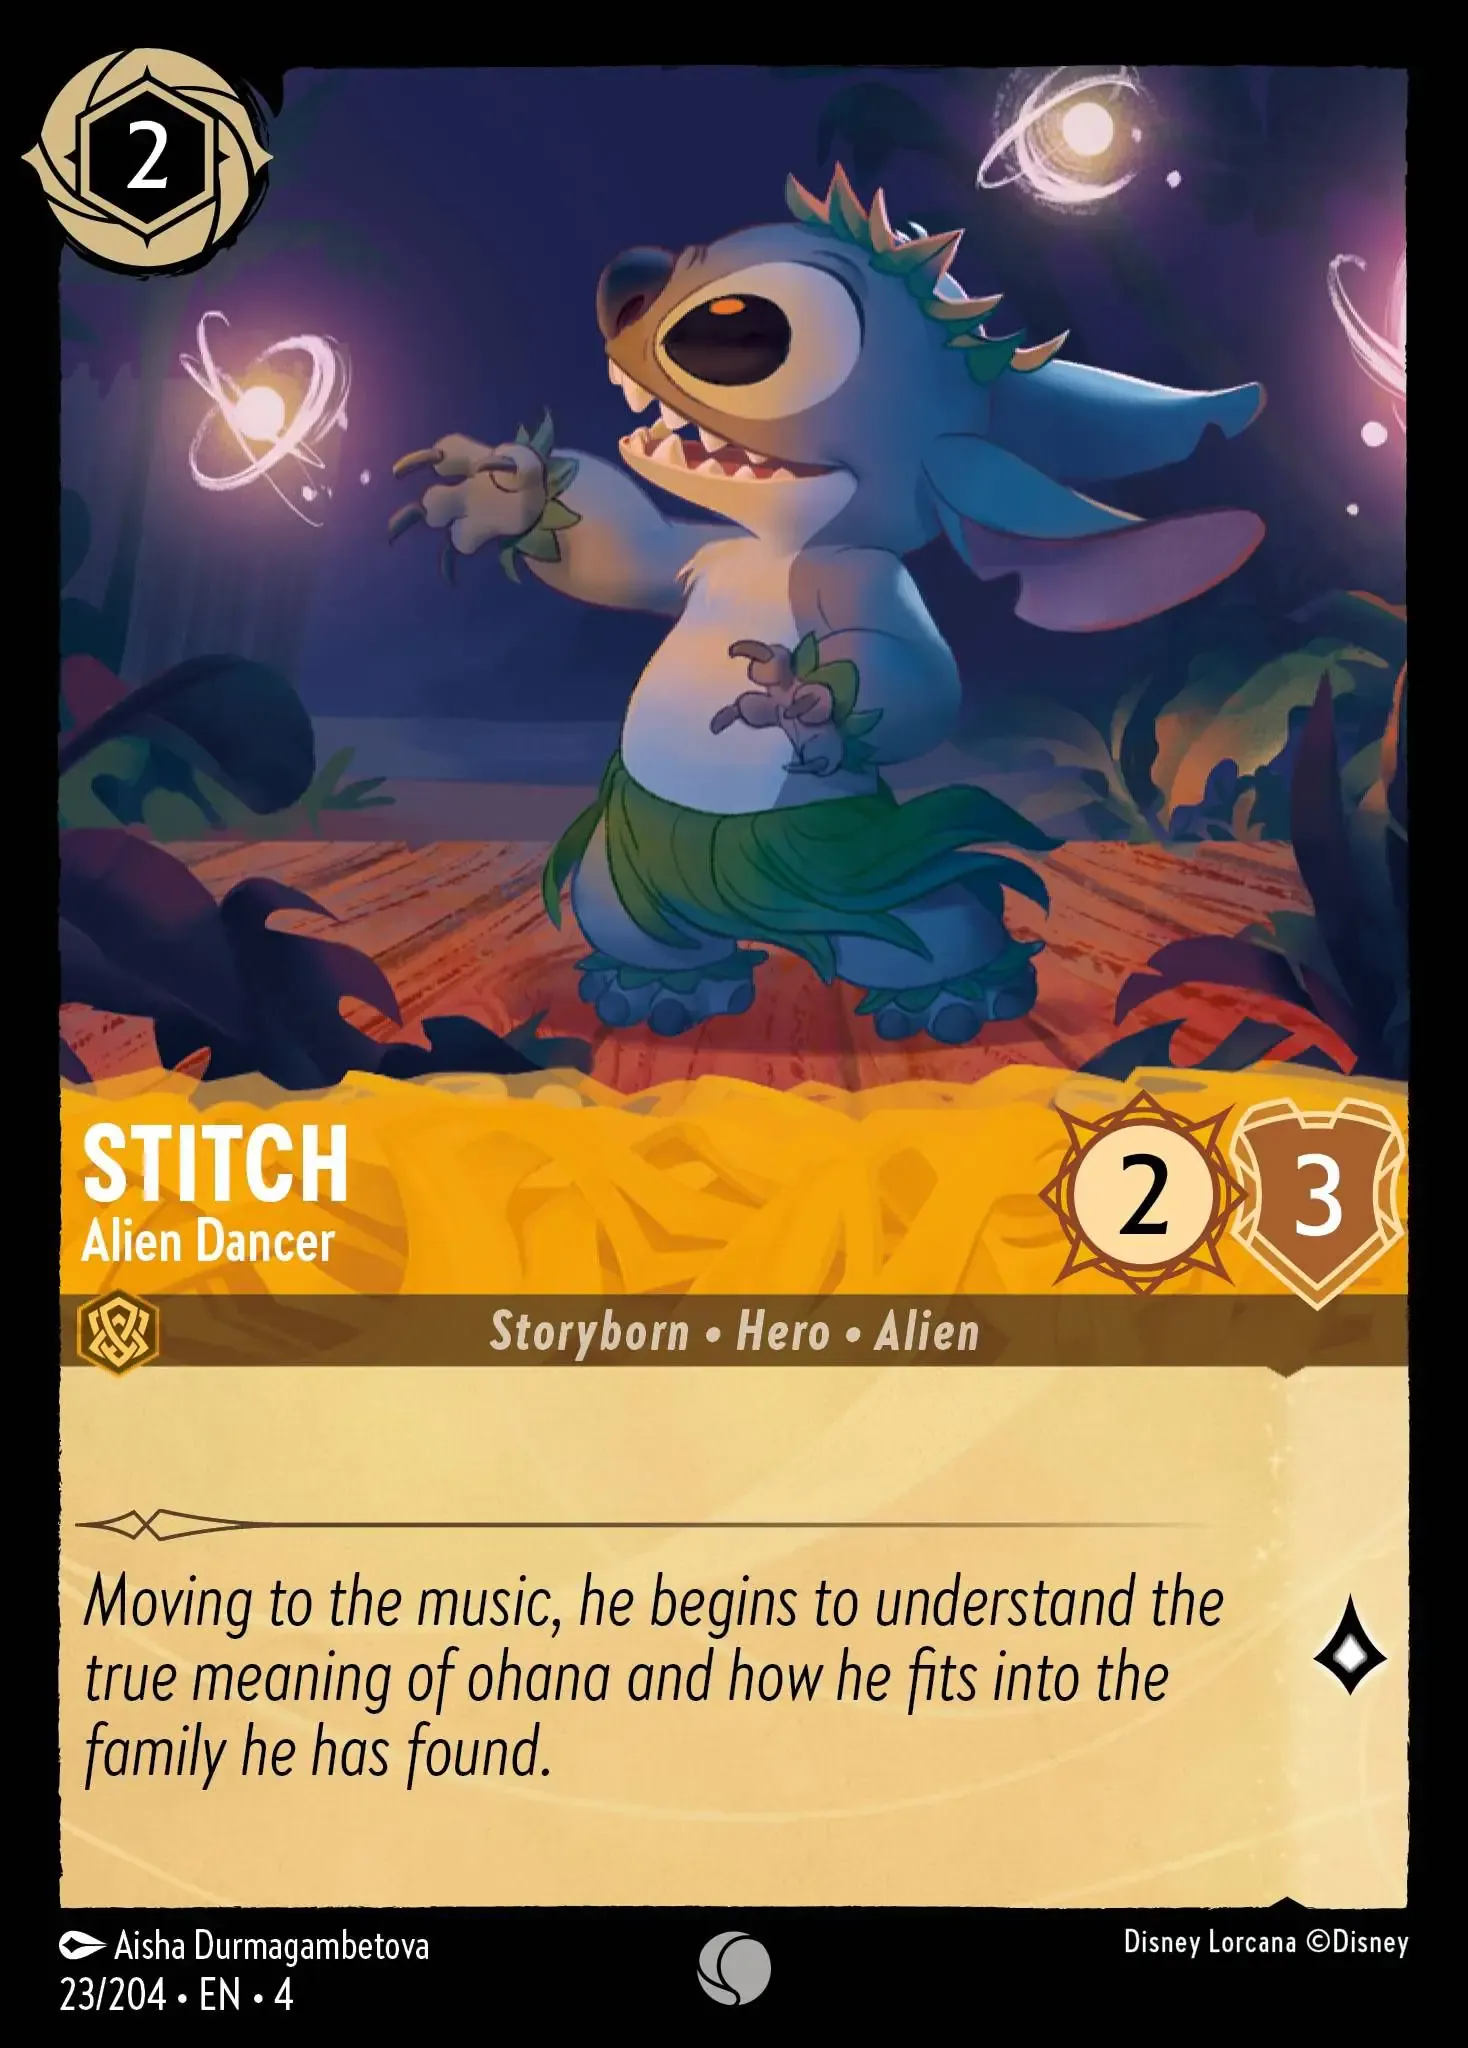 2
STITCH
Alien Dancer
2
3
Storyborn • Hero • Alien
Moving to the music, he begins to understand the
true meaning of ohana and how he fits into the
family he has found.
Aisha Durmagambetova
Disney Lorcana ©Disney
23/204 • EN • 4